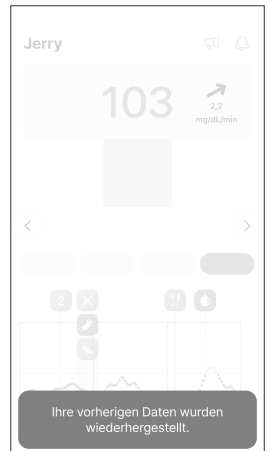 Jerry
103
2,2
mg/dL/min
2
Ihre vorherigen Daten wurden
wiederhergestellt.